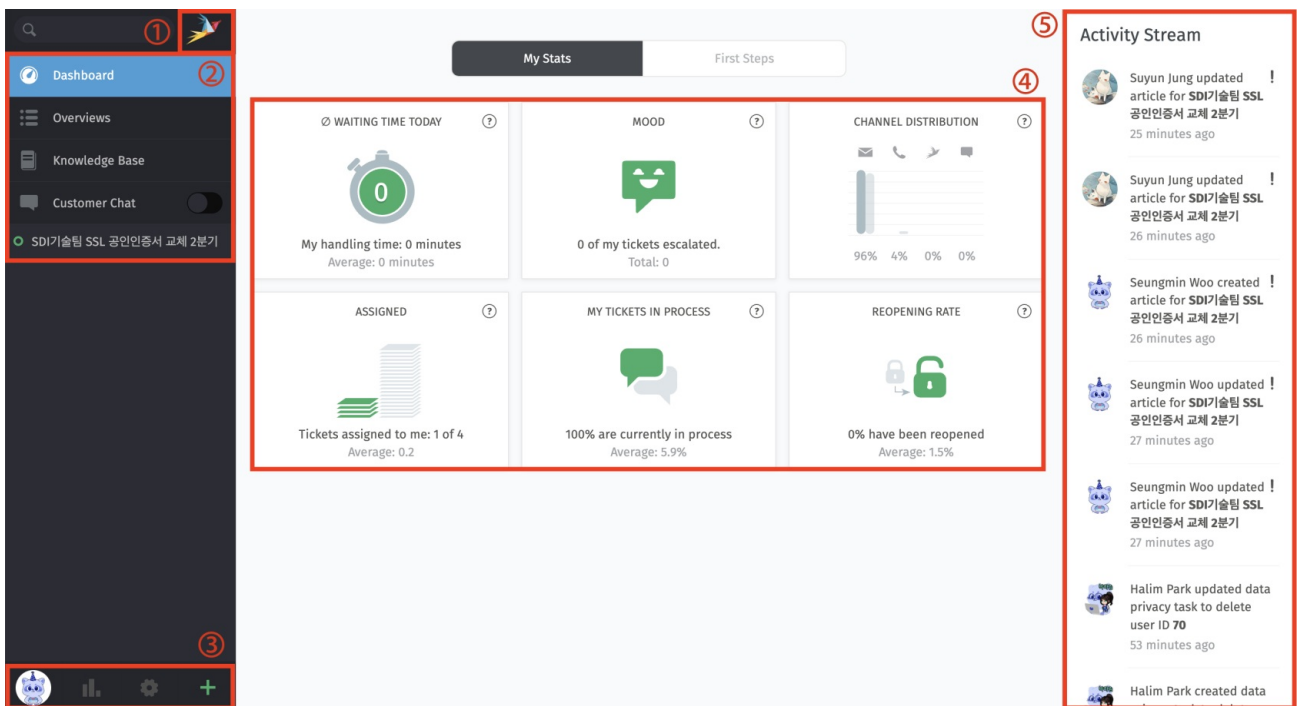 ①
②
Dashboard
Overviews
Knowledge Base
Customer Chat
SDI기술팀 SSL 공인인증서 교체 2분기
③
My Stats
First Steps
④
Ø WAITING TIME TODAY
?
0
My handling time: 0 minutes
Average: 0 minutes
MOOD
?
0 of my tickets escalated.
Total: 0
CHANNEL DISTRIBUTION
?
96% 4% 0% 0%
ASSIGNED
?
Tickets assigned to me: 1 of 4
Average: 0.2
MY TICKETS IN PROCESS
?
100% are currently in process
Average: 5.9%
REOPENING RATE
?
0% have been reopened
Average: 1.5%
⑤
Activity Stream
Suyun Jung updated !
article for SDI기술팀 SSL
공인인증서 교체 2분기
25 minutes ago
Suyun Jung updated !
article for SDI기술팀 SSL
공인인증서 교체 2분기
26 minutes ago
Seungmin Woo created !
article for SDI기술팀 SSL
공인인증서 교체 2분기
26 minutes ago
Seungmin Woo updated !
article for SDI기술팀 SSL
공인인증서 교체 2분기
27 minutes ago
Seungmin Woo updated !
article for SDI기술팀 SSL
공인인증서 교체 2분기
27 minutes ago
Halim Park updated data
privacy task to delete
user ID 70
53 minutes ago
Halim Park created data